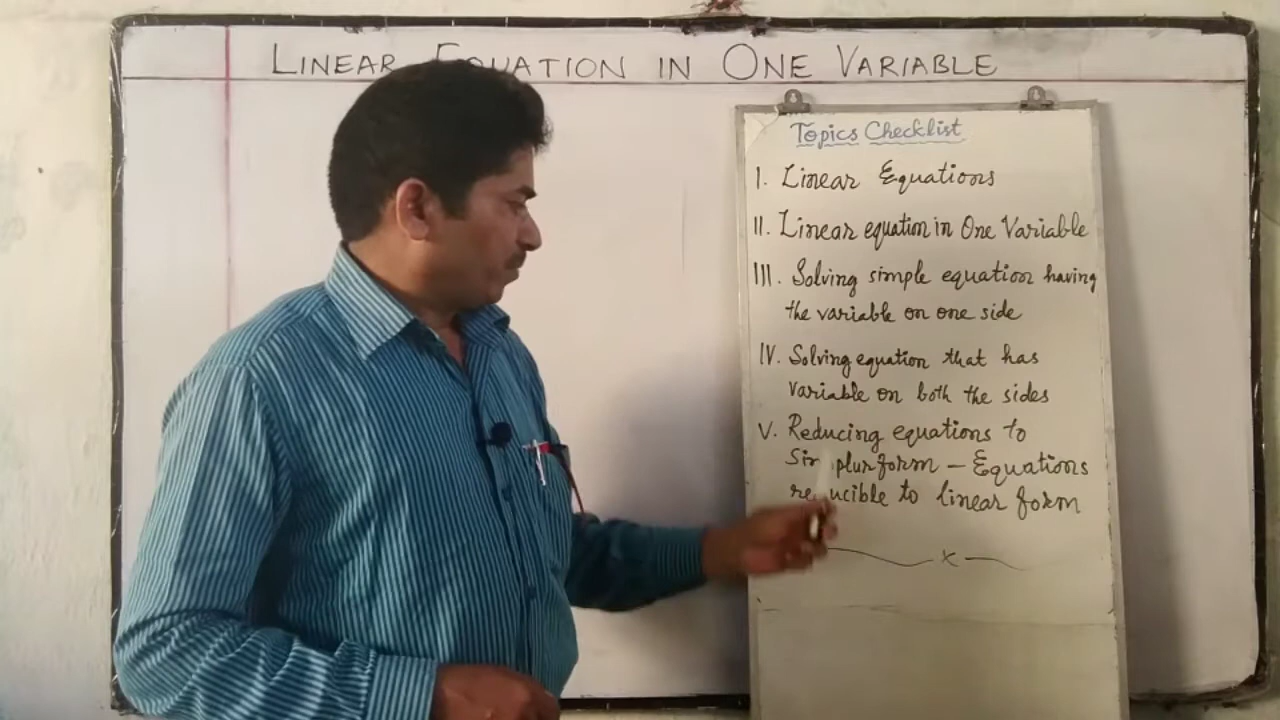 LINEAR EQUATION IN ONE VARIABLE
Topics Checklist
I. Linear Equations
II. Linear equation in One Variable
III. Solving simple equation having
the variable on one side
IV. Solving equation that has
variable on both the sides
V. Reducing equations to
form – Equations
to linear form
x